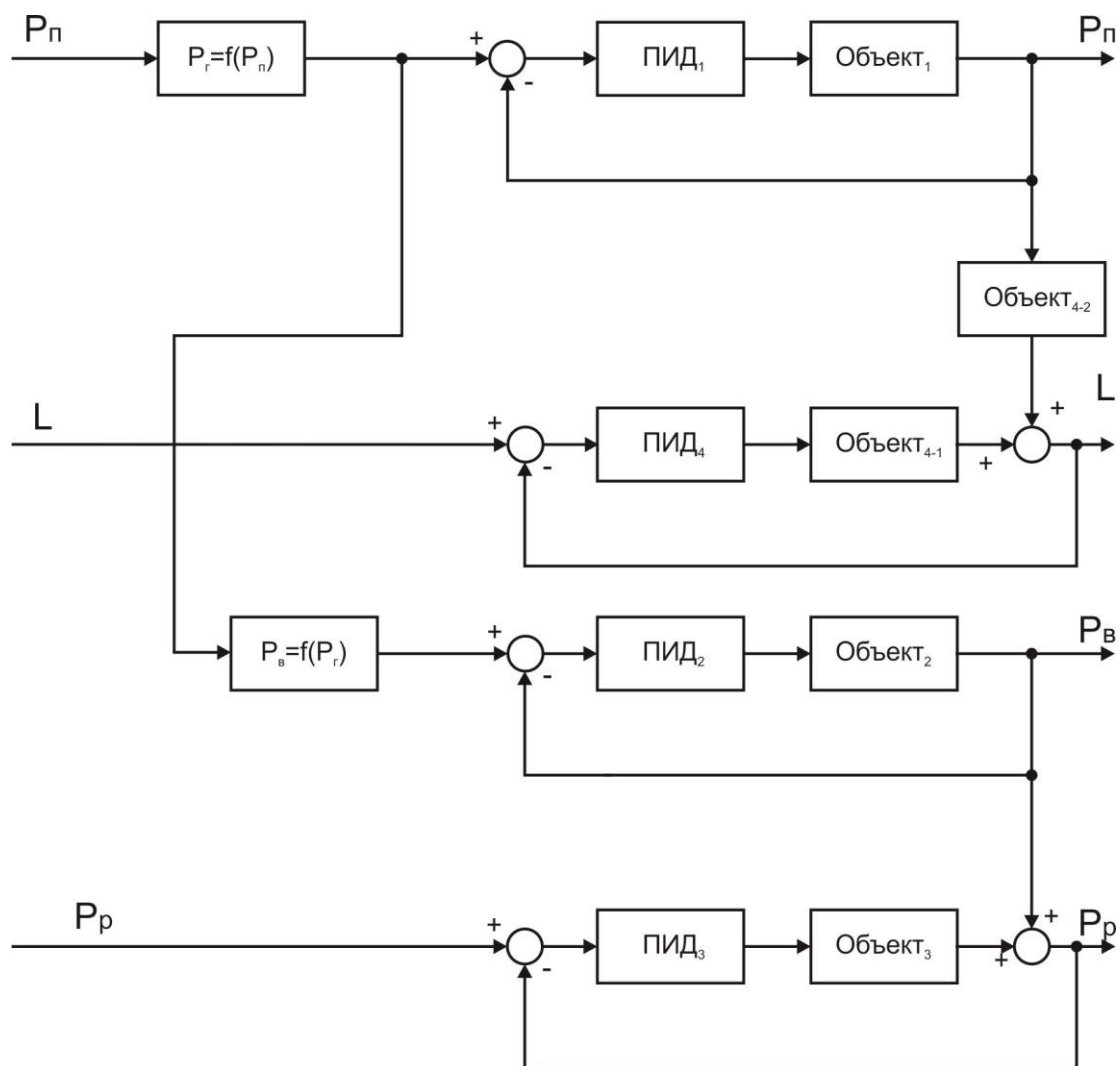 Pп
Pг=f(Pп)
+
-
ПИД1
Объект1
Pп
Объект4-2
L
+
-
ПИД4
Объект4-1
+
+
L
Pв=f(Pг)
+
-
ПИД2
Объект2
Pв
Pр
+
-
ПИД3
Объект3
+
+
Pр